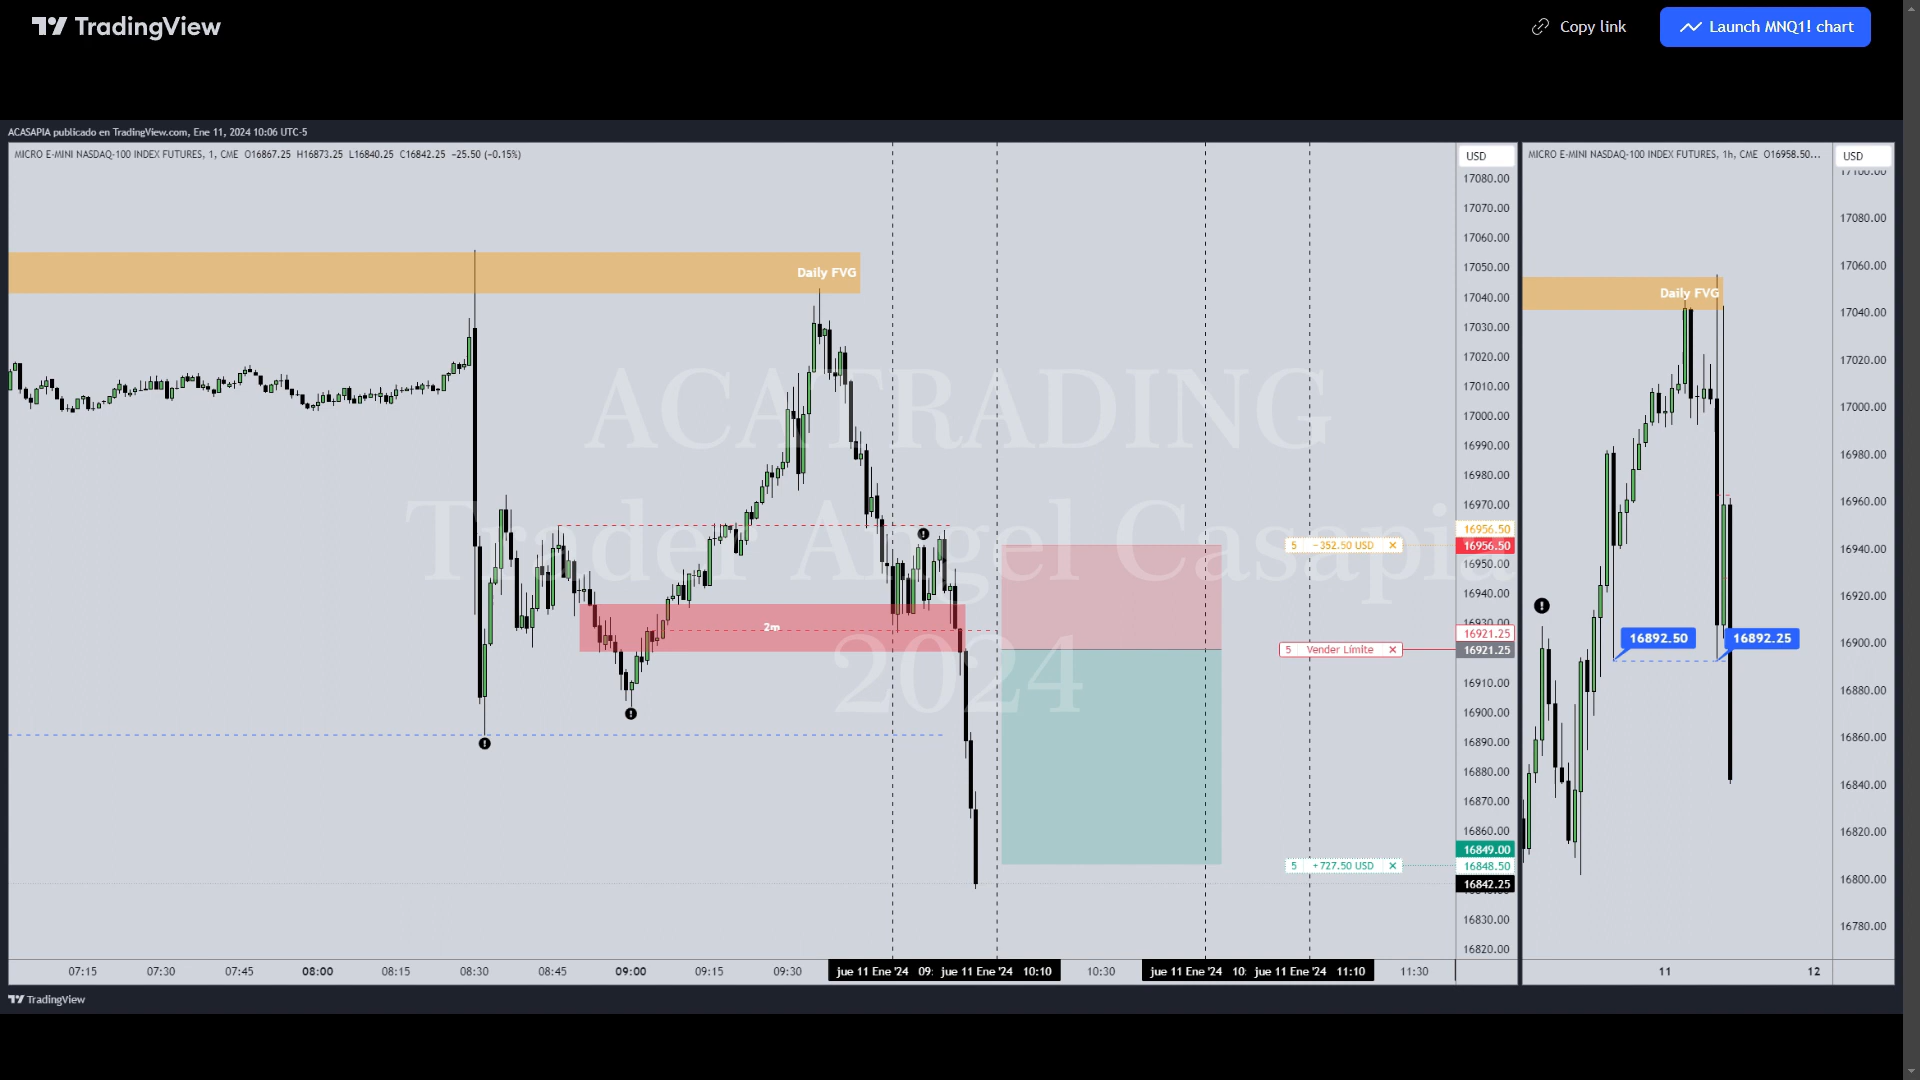 TradingView
Copy link
Launch MNQ1! chart
ACASAPIA publicado en TradingView.com, Ene 11, 2024 10:06 UTC-5
MICRO E-MINI NASDAQ-100 INDEX FUTURES, 1, CME O16867.25 H16873.25 L16840.25 C16842.25 −25.50 (−0.15%)
USD
17080.00
17070.00
17060.00
17050.00
17040.00
17030.00
17020.00
17010.00
17000.00
16990.00
16980.00
16970.00
16956.50
16956.50
16950.00
16940.00
16930.00
16921.25
16921.25
16910.00
16900.00
16890.00
16880.00
16870.00
16860.00
16849.00
16848.50
16842.25
16830.00
16820.00
Daily FVG
ACATRADING
Trader Angel Casapia
2024
2m
5 −352.50 USD
5 Vender Límite
5 +727.50 USD
07:15 07:30 07:45 08:00 08:15 08:30 08:45 09:00 09:15 09:30 jue 11 Ene '24 09: jue 11 Ene '24 10:10 10:30 jue 11 Ene '24 10: jue 11 Ene '24 11:10 11:30
MICRO E-MINI NASDAQ-100 INDEX FUTURES, 1h, CME O16958.50...
USD
17100.00
17080.00
17060.00
17040.00
17020.00
17000.00
16980.00
16960.00
16940.00
16920.00
16900.00
16880.00
16860.00
16840.00
16820.00
16800.00
16780.00
Daily FVG
16892.50
16892.25
11 12
TradingView